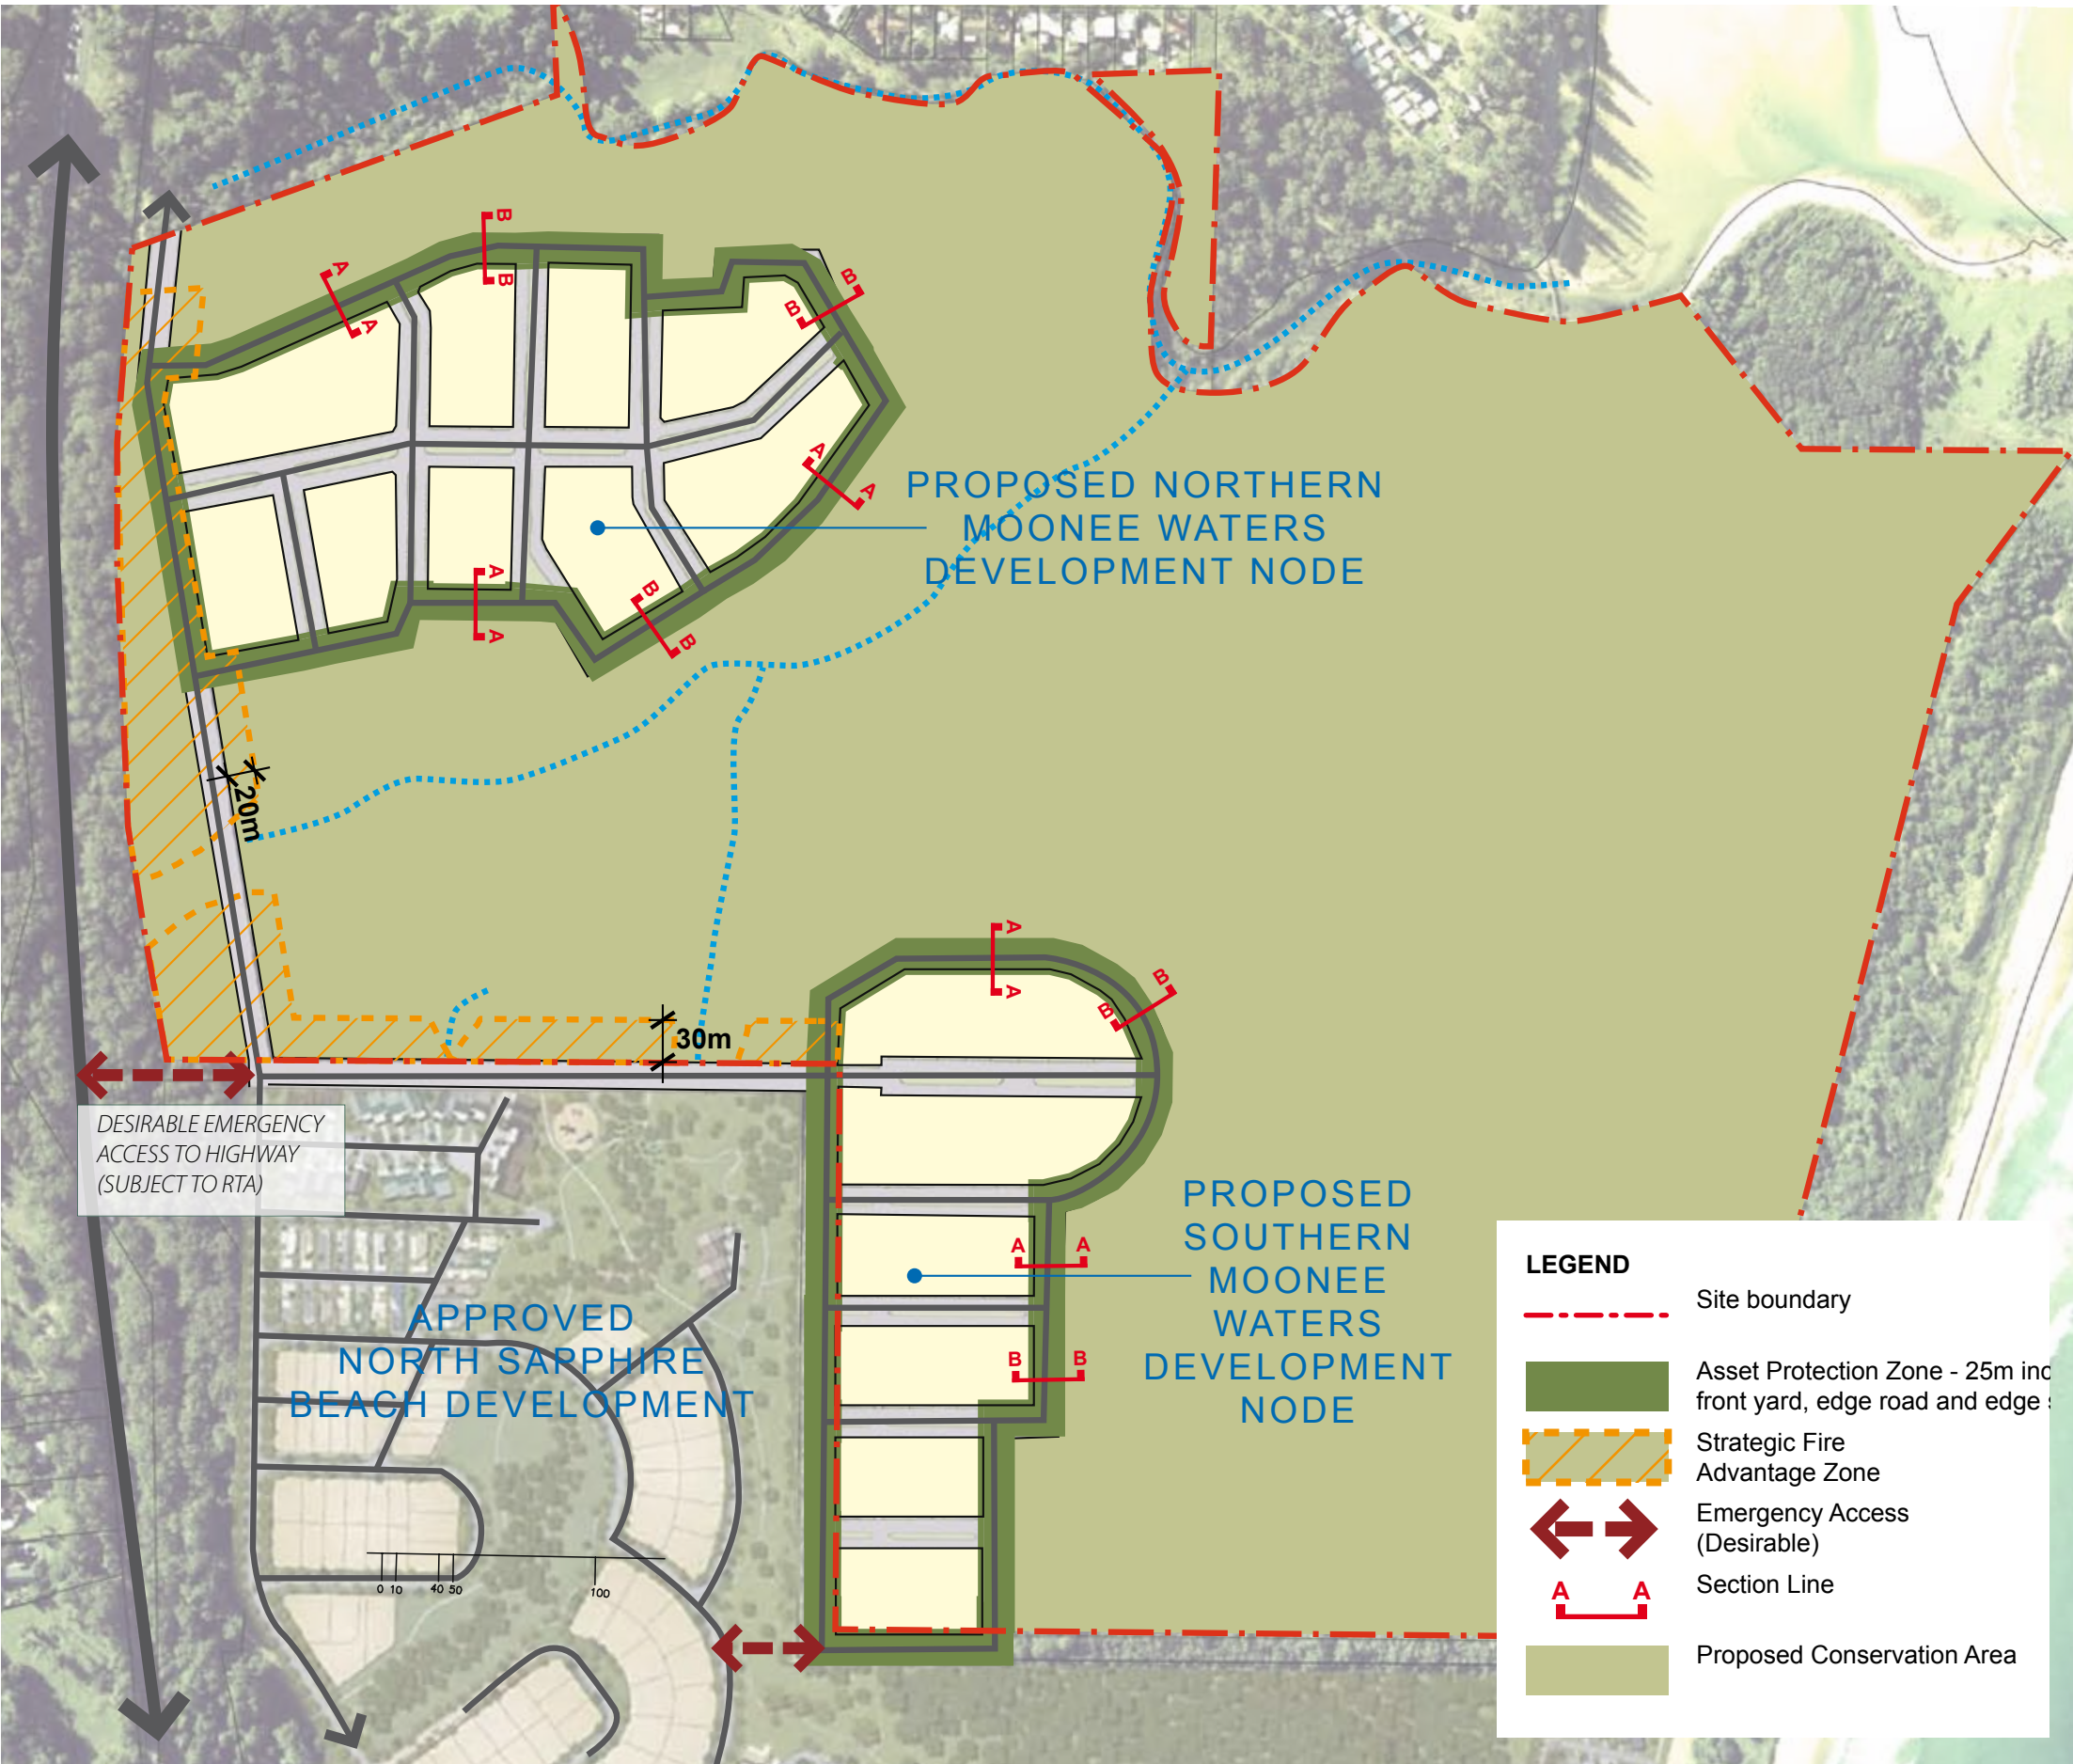 B
B
A
A
B
B
PROPOSED NORTHERN
MOONEE WATERS
DEVELOPMENT NODE
A
A
A
A
B
B
20m
A
A
B
B
30m
DESIRABLE EMERGENCY
ACCESS TO HIGHWAY
(SUBJECT TO RTA)
PROPOSED
SOUTHERN
MOONEE
WATERS
DEVELOPMENT
NODE
A A
B B
APPROVED
NORTH SAPPHIRE
BEACH DEVELOPMENT
0 10 40 50 100
LEGEND
Site boundary
Asset Protection Zone - 25m inc
front yard, edge road and edge
Strategic Fire
Advantage Zone
Emergency Access
(Desirable)
A A
Section Line
Proposed Conservation Area